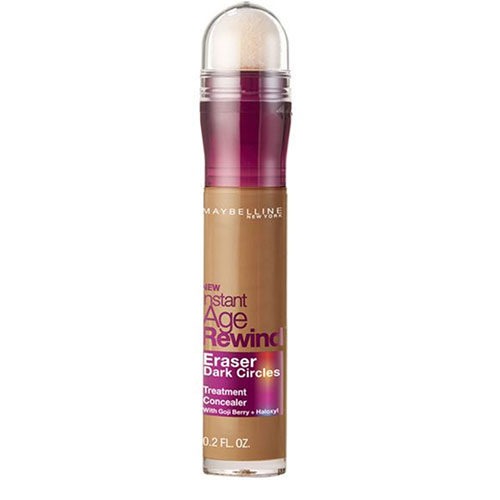 MAYBELLINE
NEW YORK
NEW
Instant
Age
Rewind
Eraser
Dark Circles
Treatment
Concealer
With Goji Berry + Haloxyl
0.2 FL. OZ.